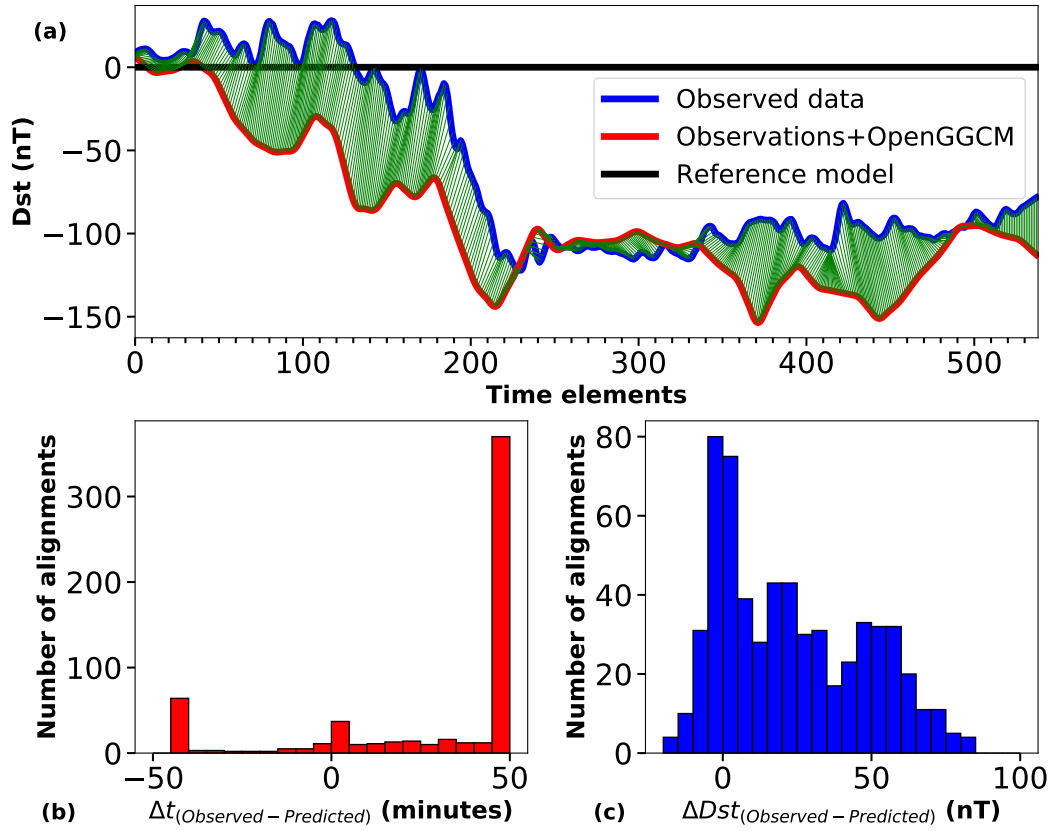 (a)
Dst (nT)
0
−50
−100
−150
Observed data
Observations+OpenGGCM
Reference model
0 100 200 300 400 500
Time elements
Number of alignments
300
200
100
0
−50 0 50
(b) Δt(Observed−Predicted) (minutes)
Number of alignments
80
60
40
20
0
0 50 100
(c) ΔDst(Observed−Predicted) (nT)